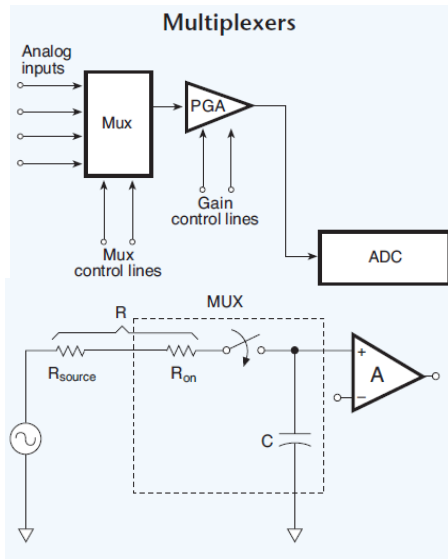 Multiplexers
Analog
inputs
Mux
PGA
Gain
control lines
Mux
control lines
ADC
MUX
R
Rsource
Ron
C
+
A
−